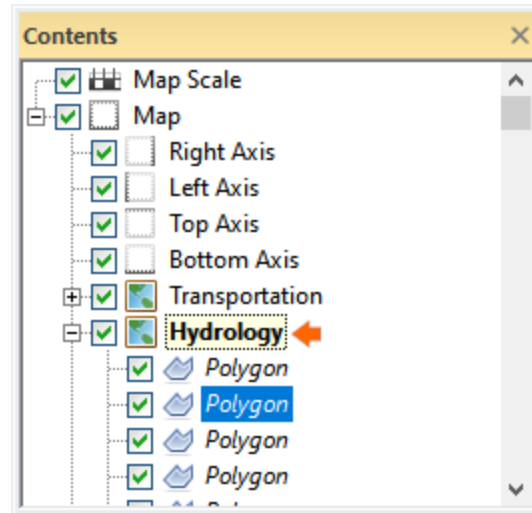 Contents
Map Scale
Map
Right Axis
Left Axis
Top Axis
Bottom Axis
Transportation
Hydrology
Polygon
Polygon
Polygon
Polygon